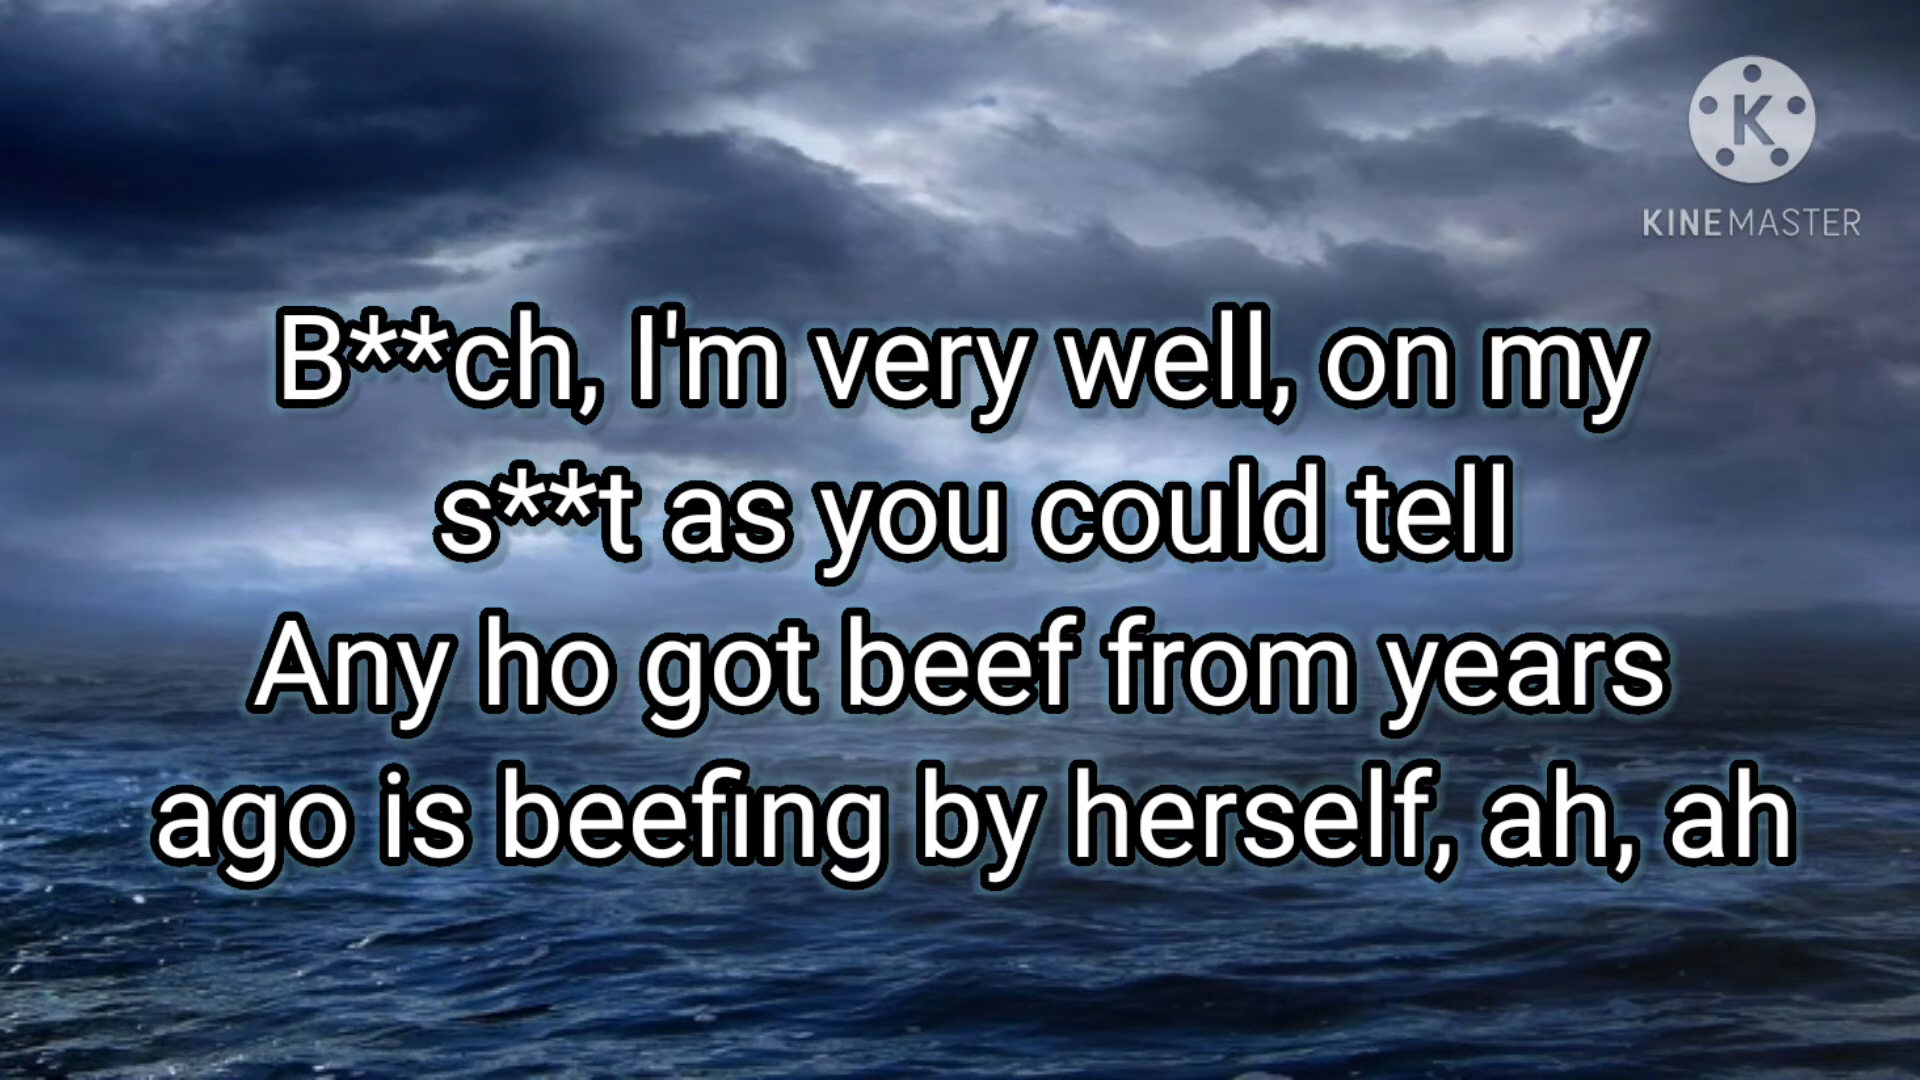 K
KINEMASTER
B**ch, I'm very well, on my
s**t as you could tell
Any ho got beef from years
ago is beefing by herself, ah, ah